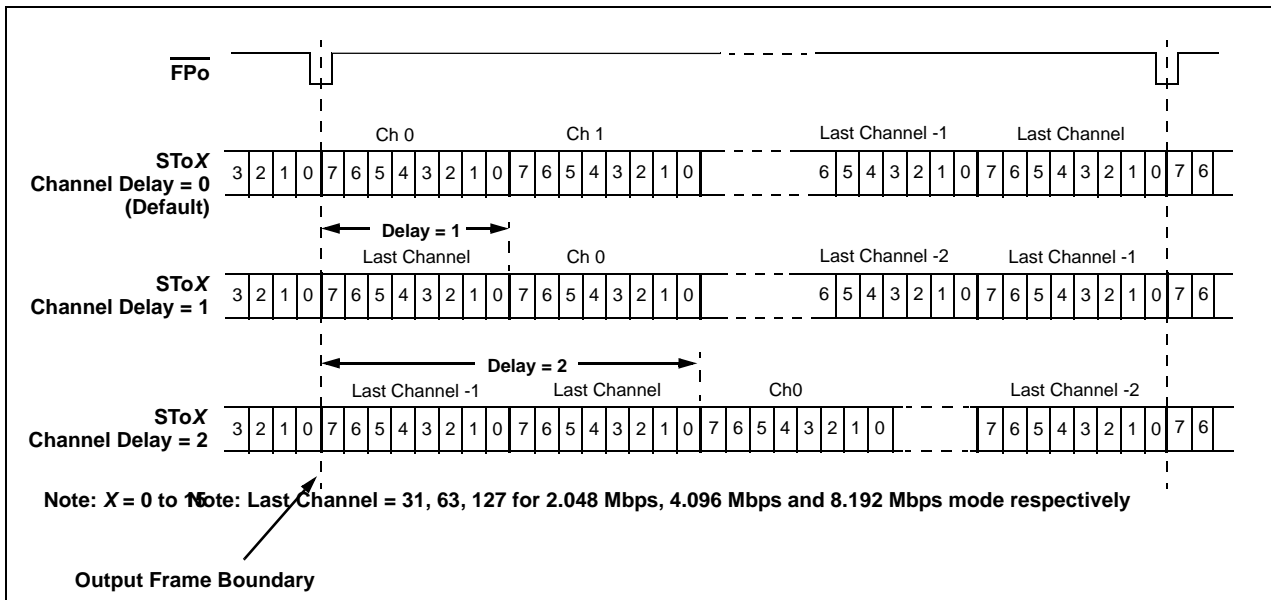 FPo
Ch 0 Ch 1 Last Channel -1 Last Channel
SToX
Channel Delay = 0
(Default)
3 2 1 0 7 6 5 4 3 2 1 0 7 6 5 4 3 2 1 0 6 5 4 3 2 1 0 7 6 5 4 3 2 1 0 7 6
Delay = 1
Last Channel Ch 0 Last Channel -2 Last Channel -1
SToX
Channel Delay = 1
3 2 1 0 7 6 5 4 3 2 1 0 7 6 5 4 3 2 1 0 6 5 4 3 2 1 0 7 6 5 4 3 2 1 0 7 6
Delay = 2
Last Channel -1 Last Channel Ch0 Last Channel -2
SToX
Channel Delay = 2
3 2 1 0 7 6 5 4 3 2 1 0 7 6 5 4 3 2 1 0 7 6 5 4 3 2 1 0 7 6 5 4 3 2 1 0 7 6
Note: X = 0 to 15 Note: Last Channel = 31, 63, 127 for 2.048 Mbps, 4.096 Mbps and 8.192 Mbps mode respectively
Output Frame Boundary